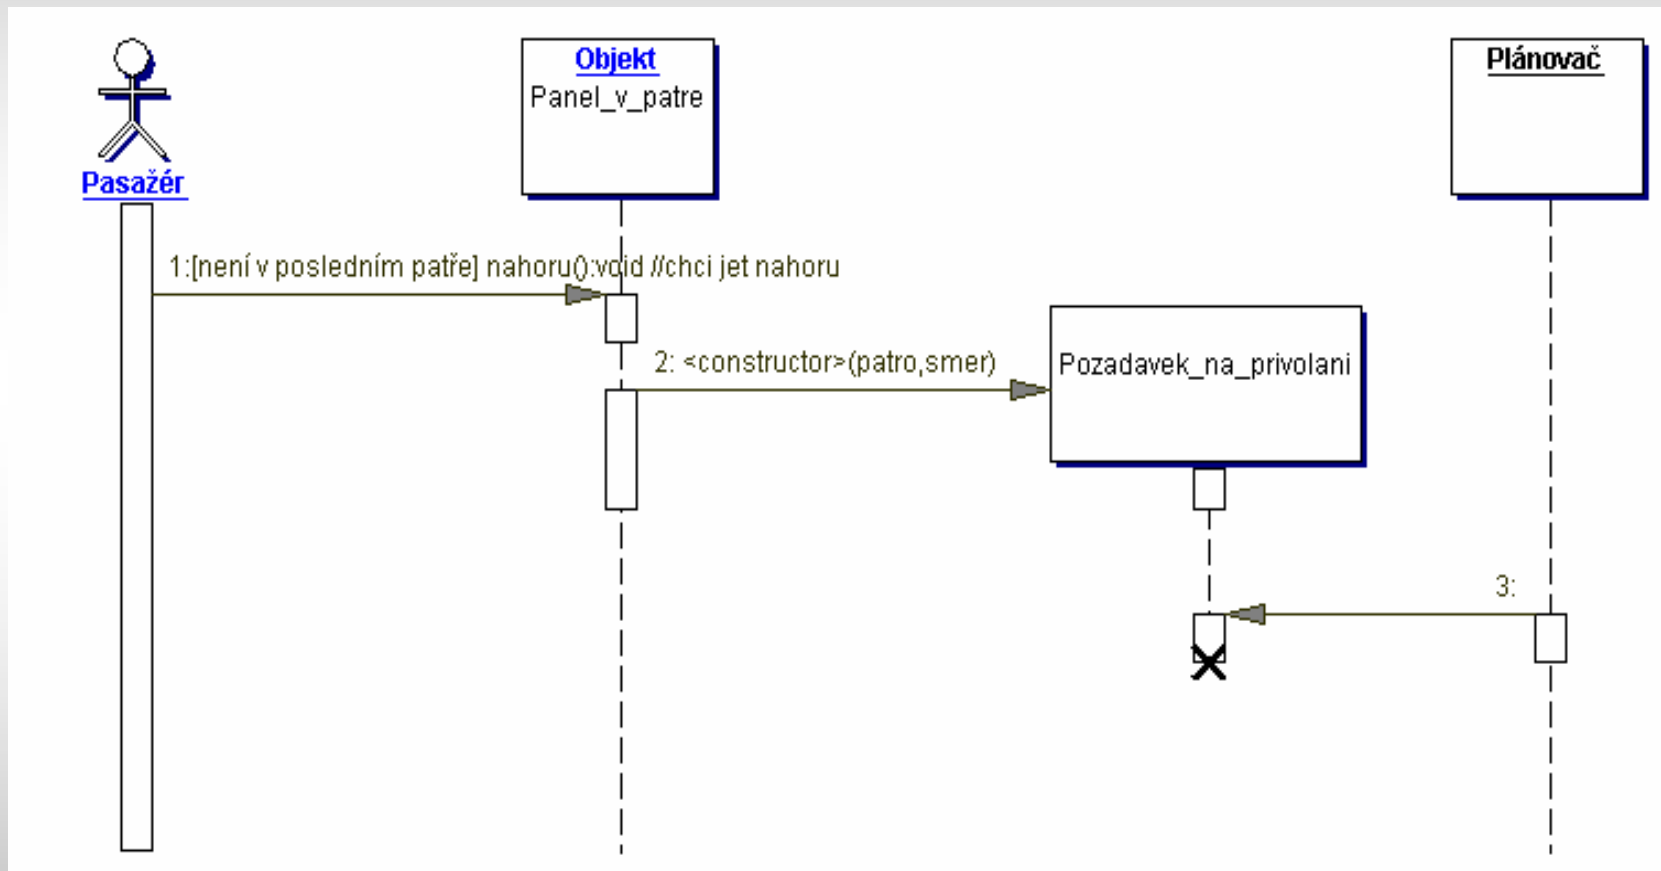 Objekt
Panel_v_patre
Plánovač
Pasažér
1:[není v posledním patře] nahoru():void //chci jet nahoru
2: <constructor>(patro,smer)
Pozadavek_na_privolani
3: